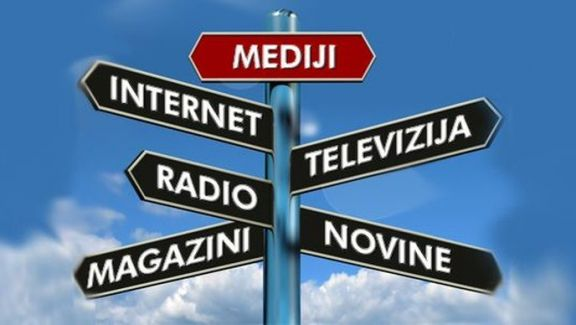 MEDIJI
INTERNET
TELEVIZIJA
RADIO
MAGAZINI
NOVINE